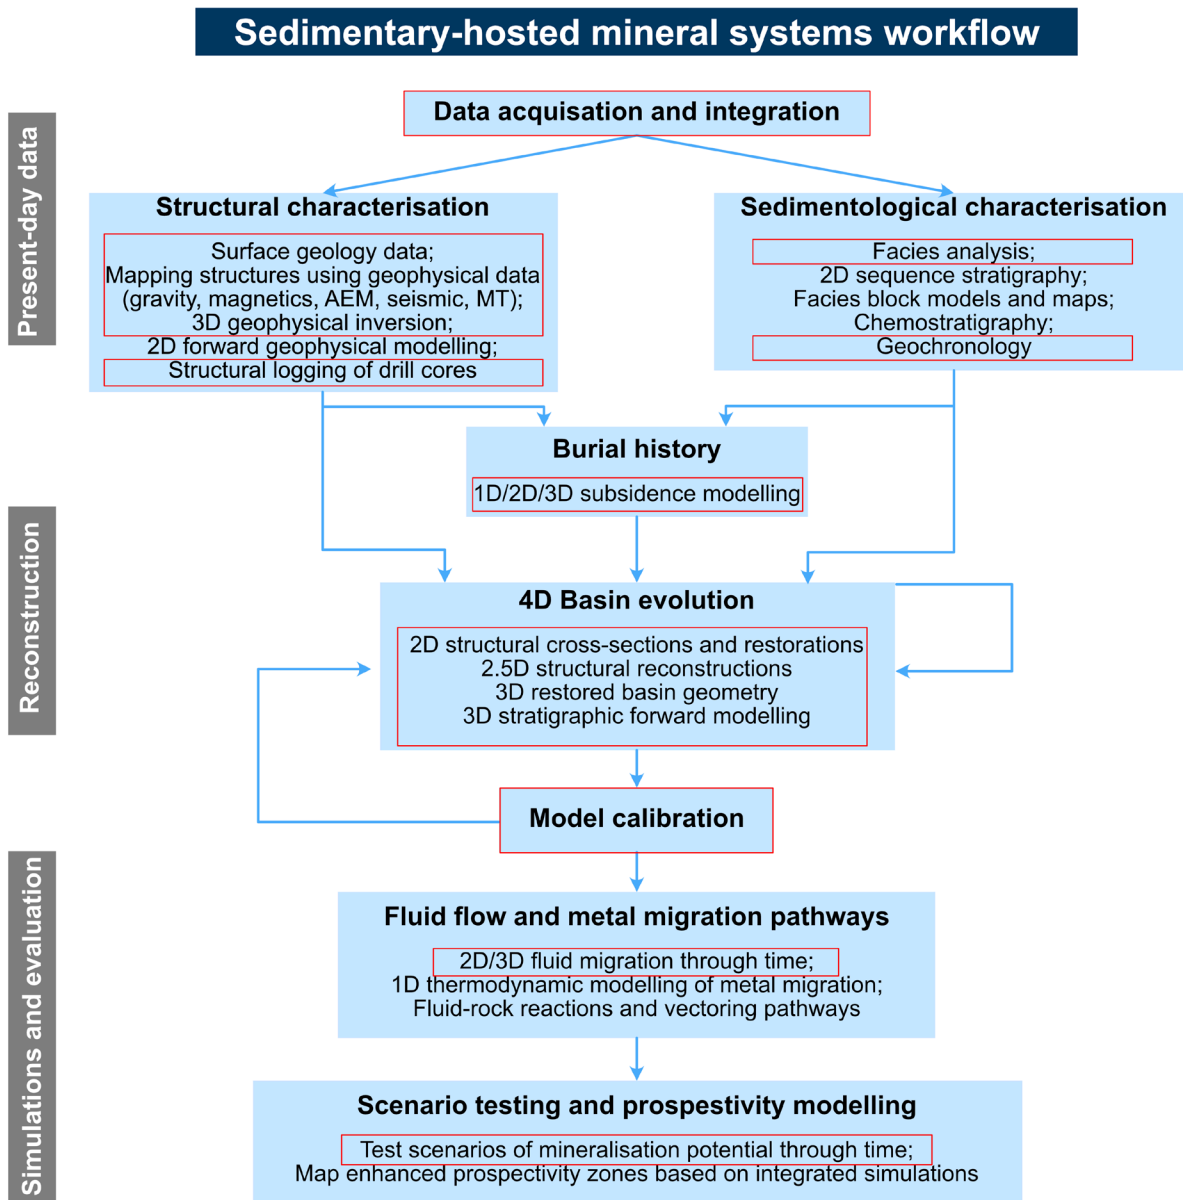 Sedimentary-hosted mineral systems workflow
Data acquisation and integration
Present-day data
Structural characterisation
Surface geology data;
Mapping structures using geophysical data
(gravity, magnetics, AEM, seismic, MT);
3D geophysical inversion;
2D forward geophysical modelling;
Structural logging of drill cores
Sedimentological characterisation
Facies analysis;
2D sequence stratigraphy;
Facies block models and maps;
Chemostratigraphy;
Geochronology
Burial history
1D/2D/3D subsidence modelling
Reconstruction
4D Basin evolution
2D structural cross-sections and restorations
2.5D structural reconstructions
3D restored basin geometry
3D stratigraphic forward modelling
Model calibration
Simulations and evaluation
Fluid flow and metal migration pathways
2D/3D fluid migration through time;
1D thermodynamic modelling of metal migration;
Fluid-rock reactions and vectoring pathways
Scenario testing and prospestivity modelling
Test scenarios of mineralisation potential through time;
Map enhanced prospectivity zones based on integrated simulations